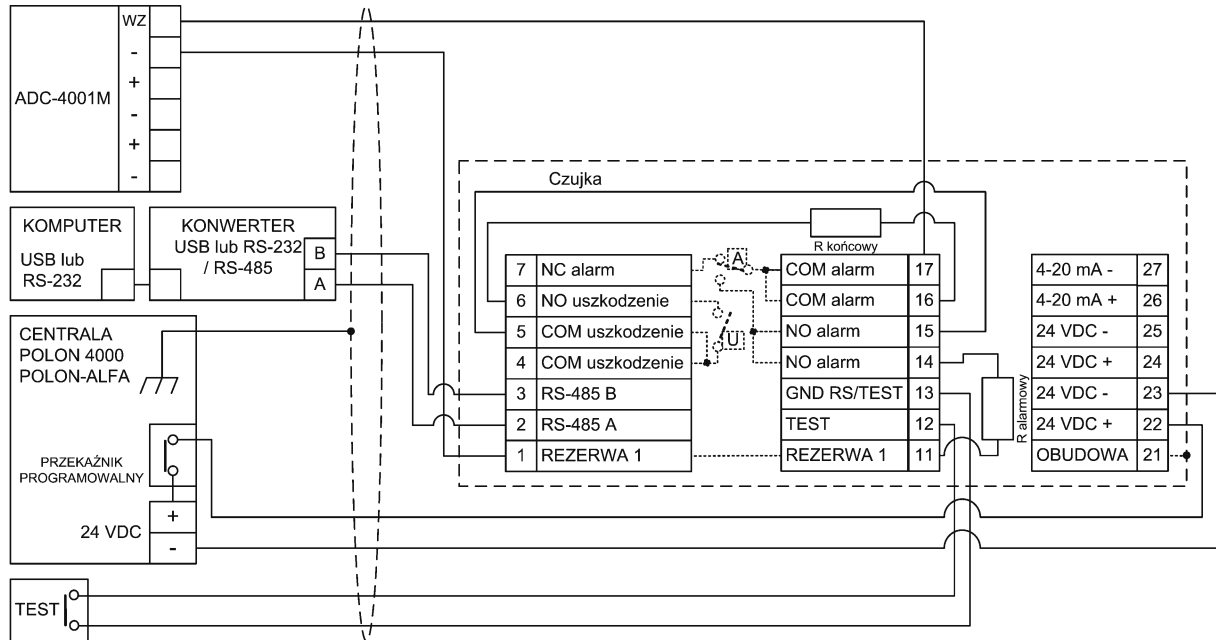 ADC-4001M
WZ
-
+
-
+
-
KOMPUTER
USB lub
RS-232
KONWERTER
USB lub RS-232
/ RS-485
B
A
CENTRALA
POLON 4000
POLON-ALFA
PRZEKAŹNIK
PROGRAMOWALNY
24 VDC
+
-
TEST
Czujka
R końcowy
7 NC alarm
6 NO uszkodzenie
5 COM uszkodzenie
4 COM uszkodzenie
3 RS-485 B
2 RS-485 A
1 REZERWA 1
A
U
COM alarm 17
COM alarm 16
NO alarm 15
NO alarm 14
GND RS/TEST 13
TEST 12
REZERWA 1 11
R alarmowy
4-20 mA - 27
4-20 mA + 26
24 VDC - 25
24 VDC + 24
24 VDC - 23
24 VDC + 22
OBUDOWA 21